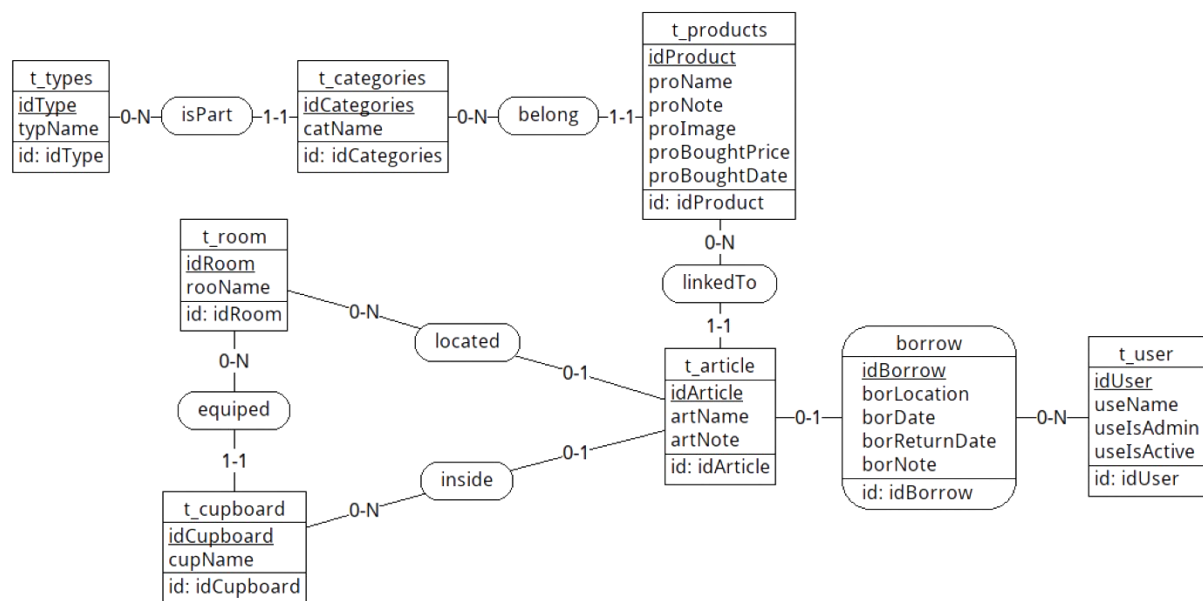 t_types
idType
typName
id: idType
0-N
isPart
1-1
t_categories
idCategories
catName
id: idCategories
0-N
belong
1-1
t_products
idProduct
proName
proNote
proImage
proBoughtPrice
proBoughtDate
id: idProduct
0-N
linkedTo
1-1
t_room
idRoom
rooName
id: idRoom
0-N
located
0-1
0-N
equiped
1-1
t_cupboard
idCupboard
cupName
id: idCupboard
0-N
inside
0-1
t_article
idArticle
artName
artNote
id: idArticle
0-1
borrow
idBorrow
borLocation
borDate
borReturnDate
borNote
id: idBorrow
0-N
t_user
idUser
useName
useIsAdmin
useIsActive
id: idUser